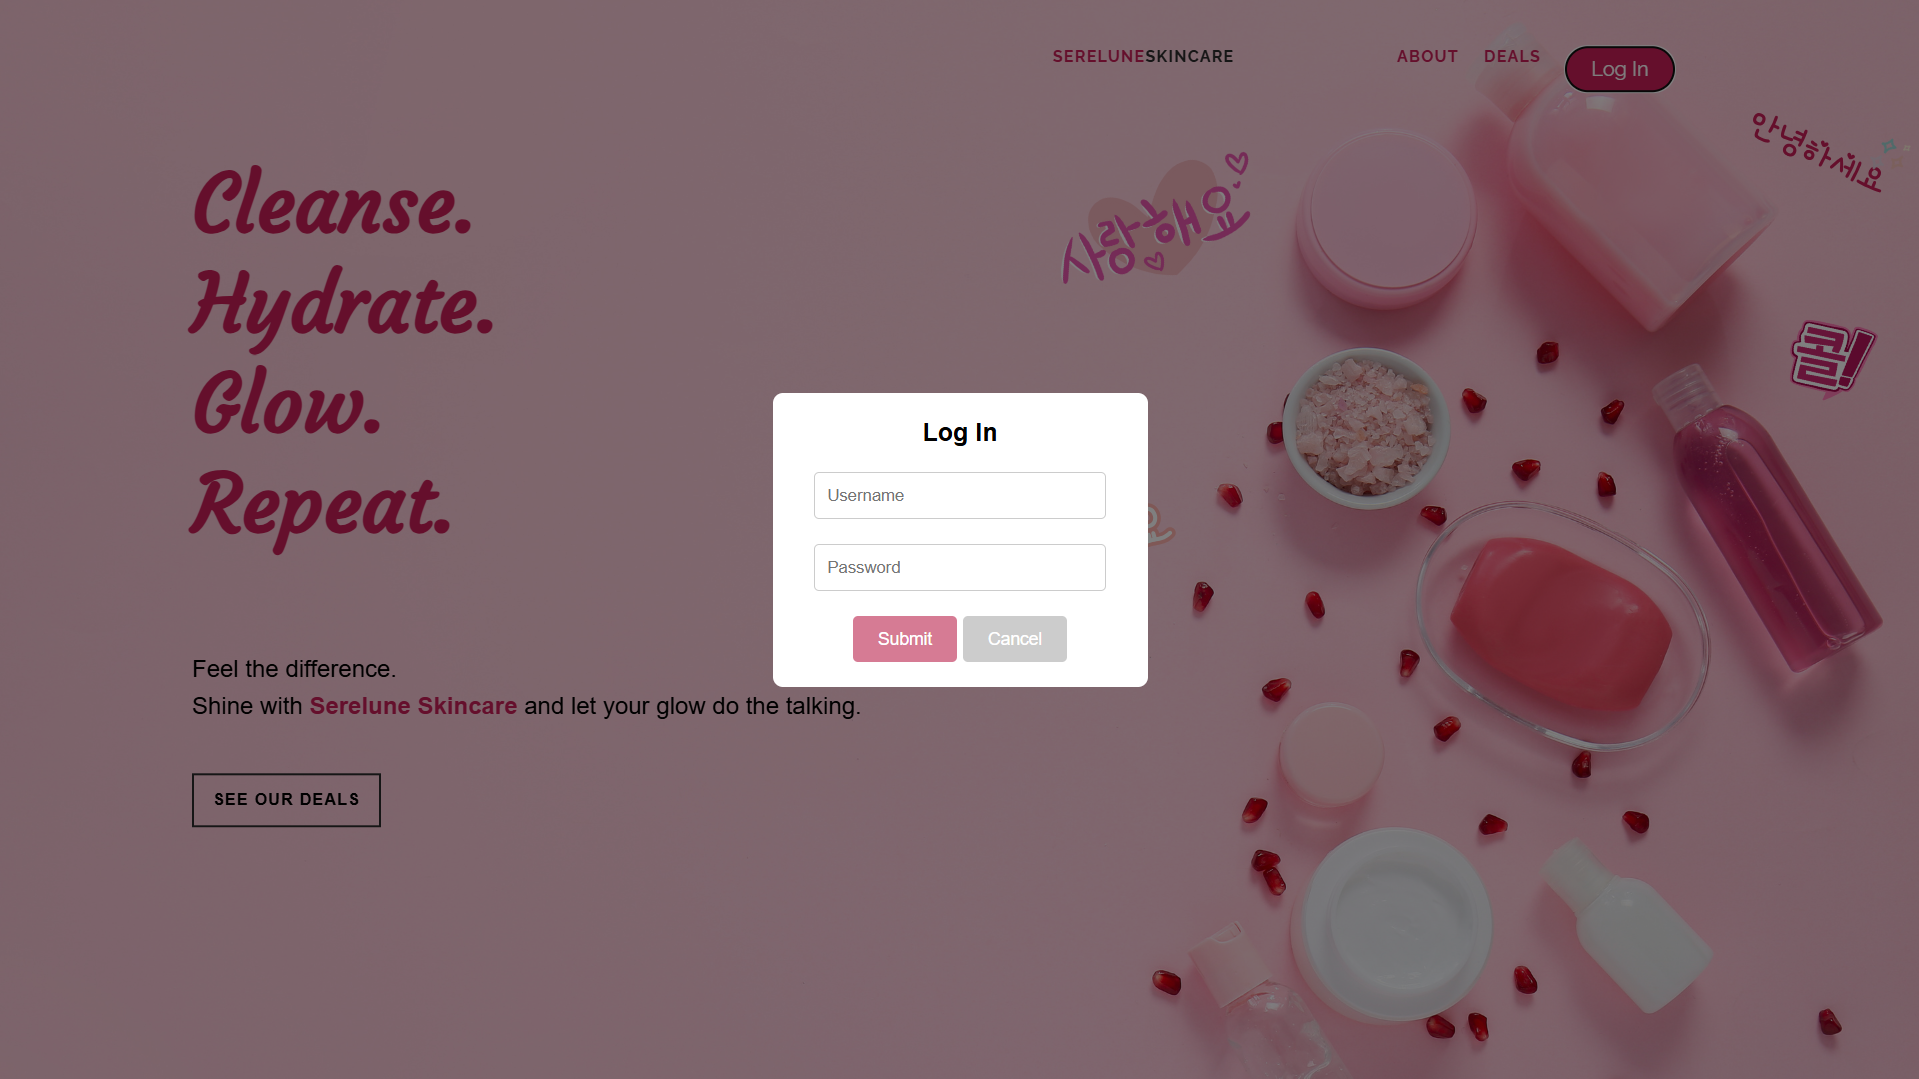 SERELUNESKINCARE
ABOUT
DEALS
Log In
안녕하세요
사랑해요
Cleanse.
Hydrate.
Glow.
Repeat.
콜!
Log In
Username
Password
Submit
Cancel
Feel the difference.
Shine with Serelune Skincare and let your glow do the talking.
SEE OUR DEALS